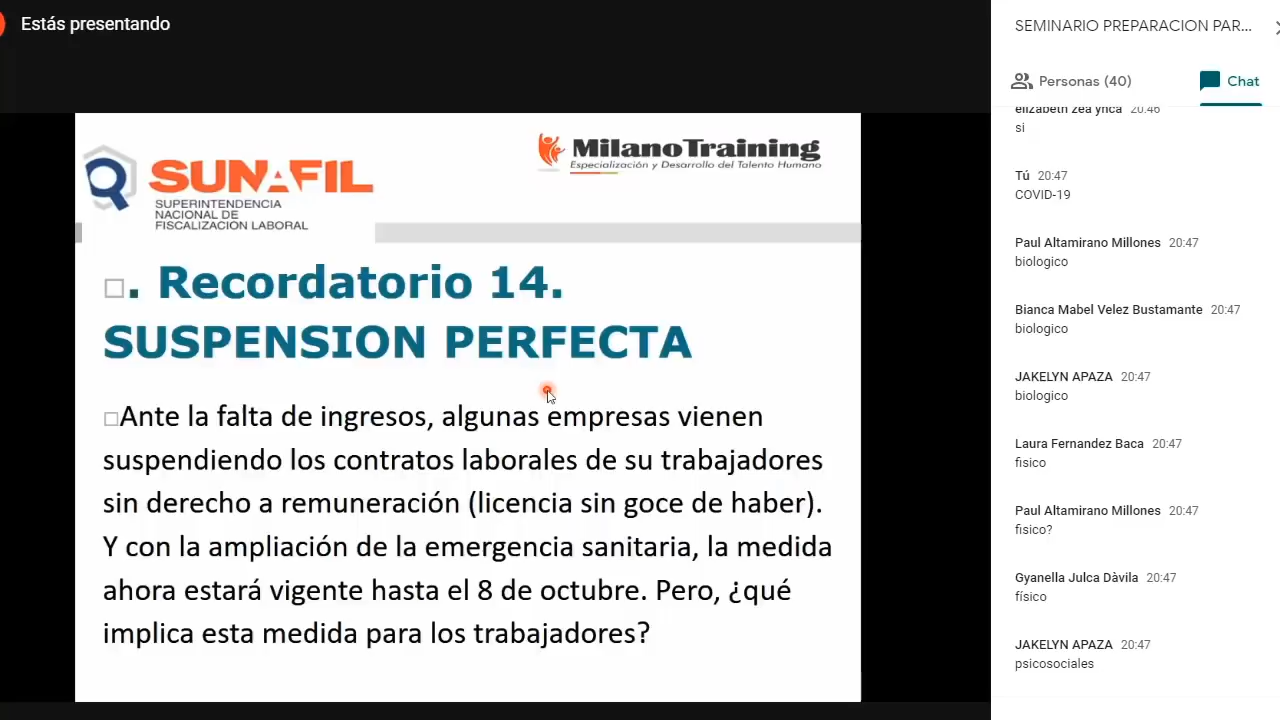 Estás presentando
SUNAFIL
SUPERINTENDENCIA
NACIONAL DE
FISCALIZACION LABORAL
MilanoTraining
Especialización y Desarrollo del Talento Humano
. Recordatorio 14.
SUSPENSION PERFECTA
Ante la falta de ingresos, algunas empresas vienen
suspendiendo los contratos laborales de su trabajadores
sin derecho a remuneración (licencia sin goce de haber).
Y con la ampliación de la emergencia sanitaria, la medida
ahora estará vigente hasta el 8 de octubre. Pero, ¿qué
implica esta medida para los trabajadores?
SEMINARIO PREPARACION PAR...
Personas (40)
Chat
elizabeth zea ynca 20:46
si
Tú 20:47
COVID-19
Paul Altamirano Millones 20:47
biologico
Bianca Mabel Velez Bustamante 20:47
biologico
JAKELYN APAZA 20:47
biologico
Laura Fernandez Baca 20:47
fisico
Paul Altamirano Millones 20:47
fisico?
Gyanella Julca Dàvila 20:47
físico
JAKELYN APAZA 20:47
psicosociales